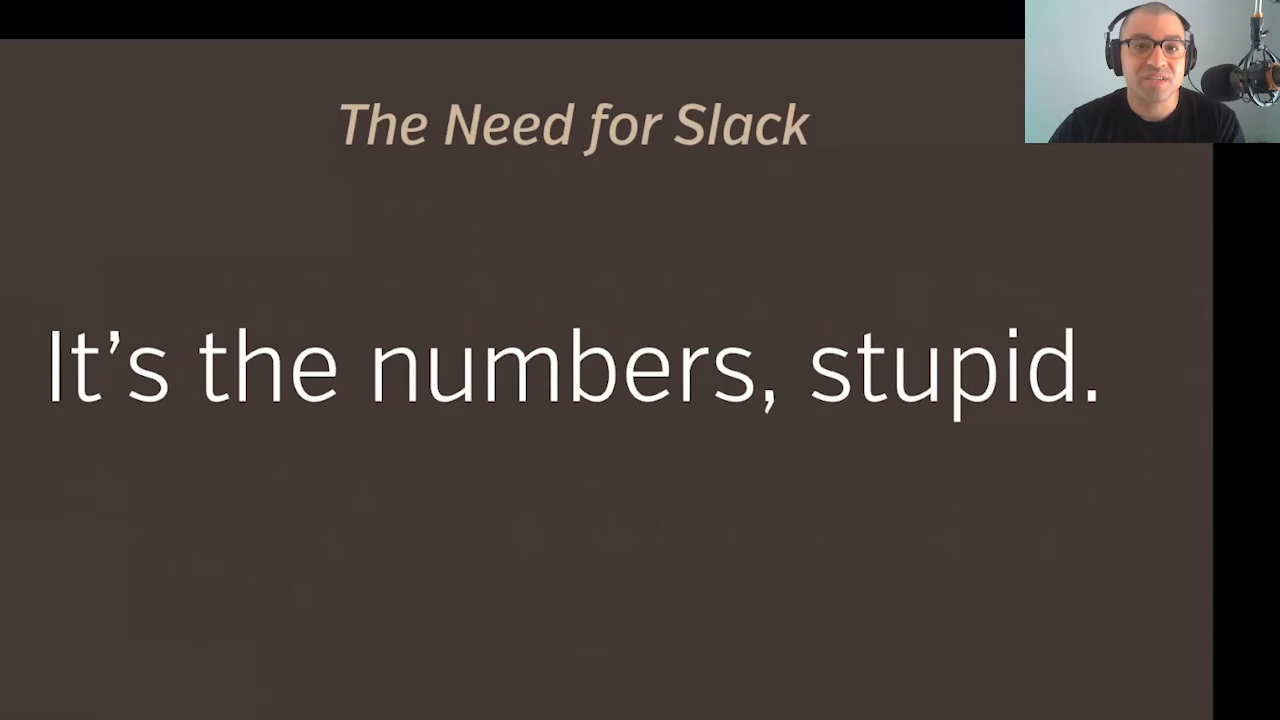 The Need for Slack
It’s the numbers, stupid.